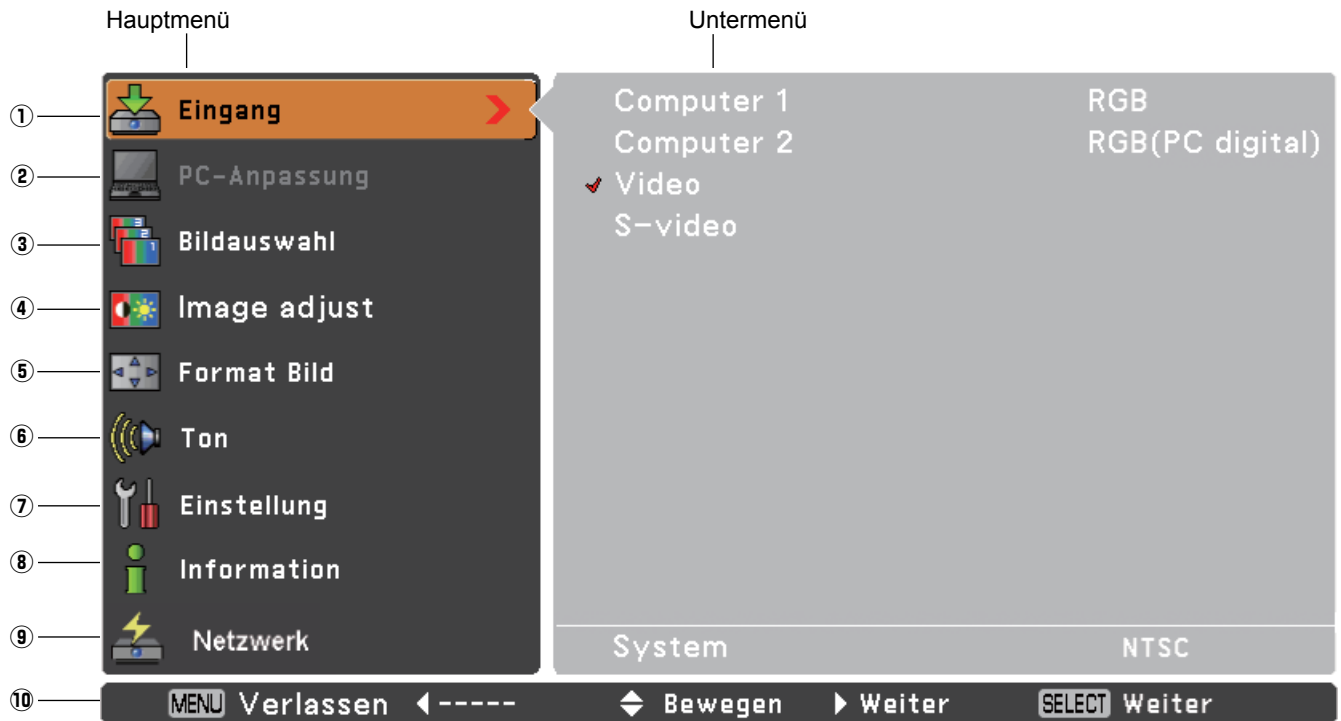 Hauptmenü Untermenü
① Eingang Computer 1 RGB
Computer 2 RGB(PC digital)
② PC-Anpassung Video
S-video
③ Bildauswahl
④ Image adjust
⑤ Format Bild
⑥ Ton
⑦ Einstellung
⑧ Information
⑨ Netzwerk System NTSC
⑩ MENU Verlassen ----- Bewegen Weiter SELECT Weiter